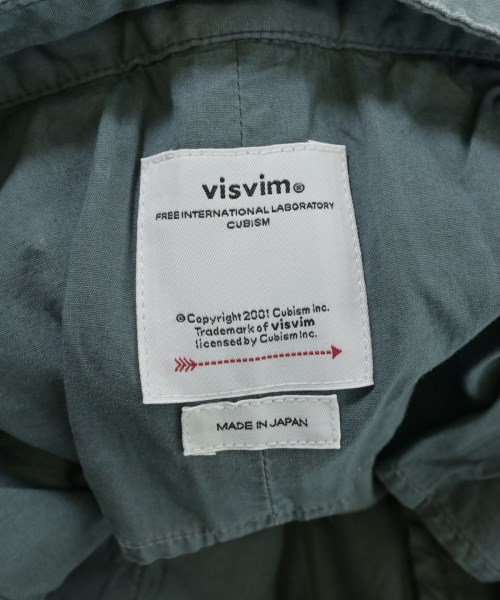 visvim®
FREE INTERNATIONAL LABORATORY
CUBISM
©Copyright 2001 Cubism Inc.
Trademark of visvim
licensed by Cubism Inc.
MADE IN JAPAN